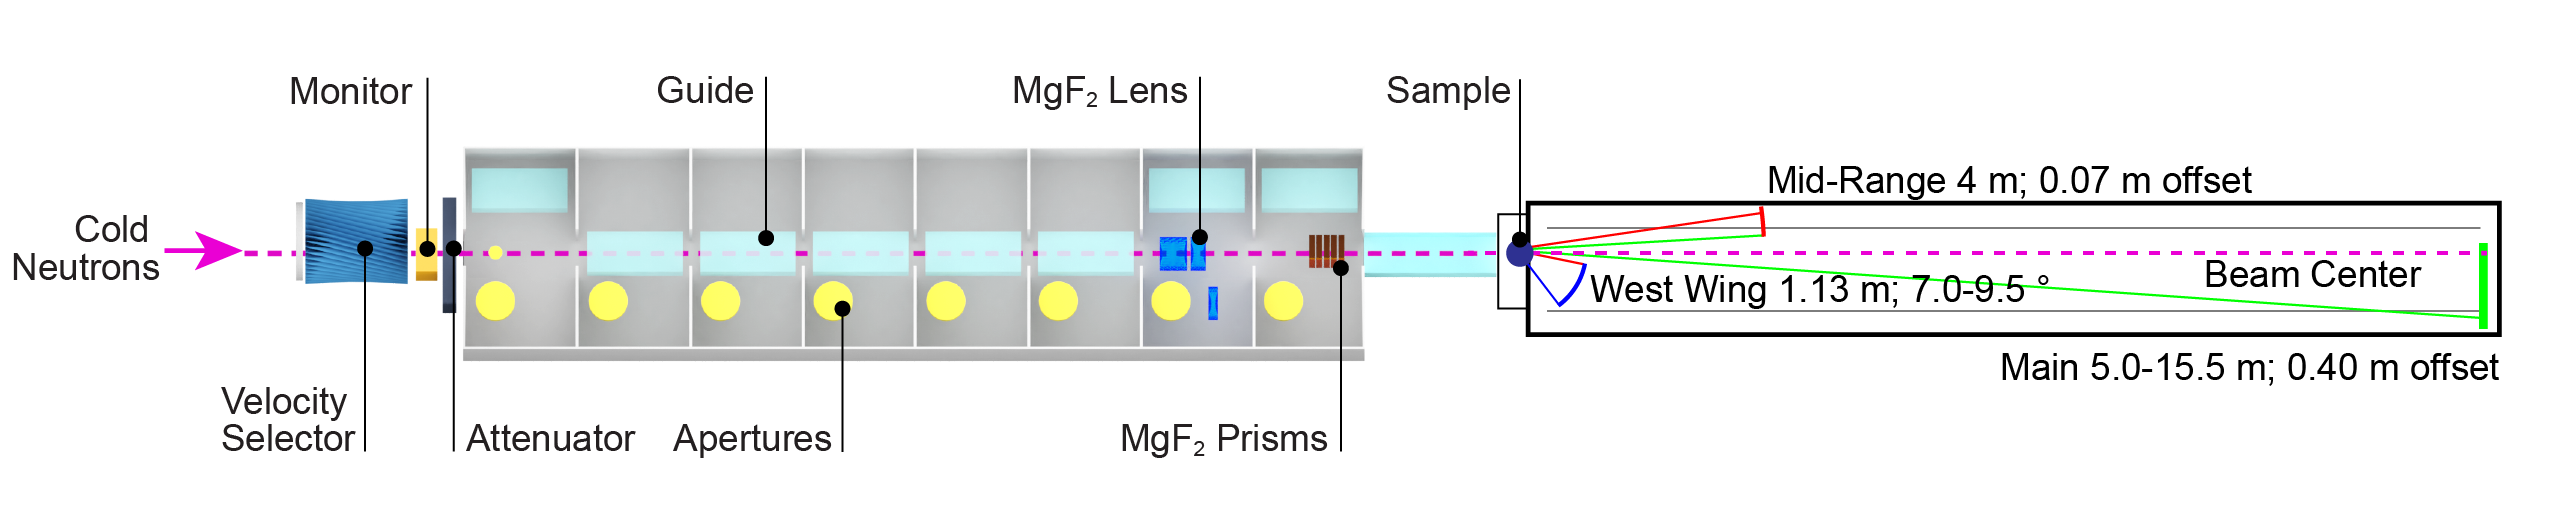 Monitor
Guide
MgF₂ Lens
Sample
Mid-Range 4 m; 0.07 m offset
Cold
Neutrons
Beam Center
West Wing 1.13 m; 7.0-9.5 °
Main 5.0-15.5 m; 0.40 m offset
Velocity
Selector
Attenuator
Apertures
MgF₂ Prisms